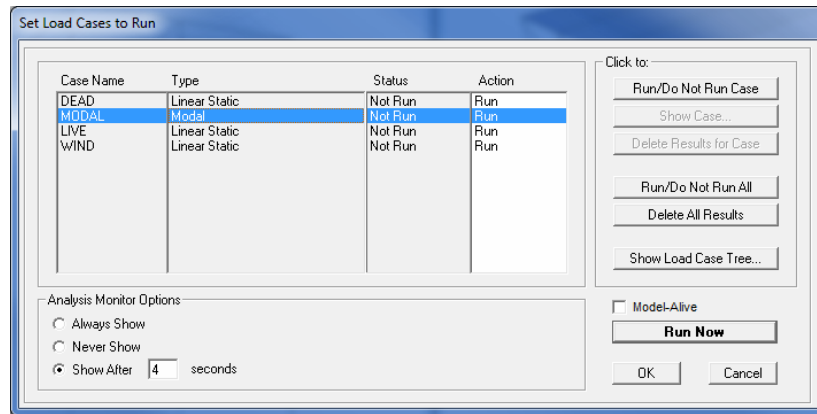 Set Load Cases to Run
Case Name Type Status Action
DEAD Linear Static Not Run Run
MODAL Modal Not Run Run
LIVE Linear Static Not Run Run
WIND Linear Static Not Run Run
Click to:
Run/Do Not Run Case
Show Case...
Delete Results for Case
Run/Do Not Run All
Delete All Results
Show Load Case Tree...
Analysis Monitor Options
Always Show
Never Show
Show After 4 seconds
Model-Alive
Run Now
OK Cancel